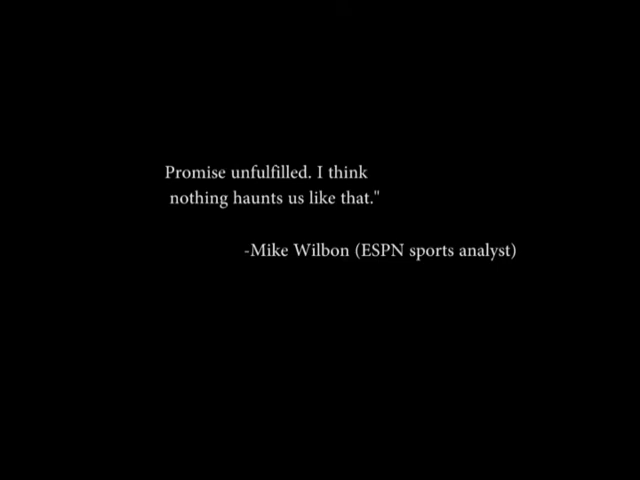 Promise unfulfilled. I think
nothing haunts us like that."
-Mike Wilbon (ESPN sports analyst)